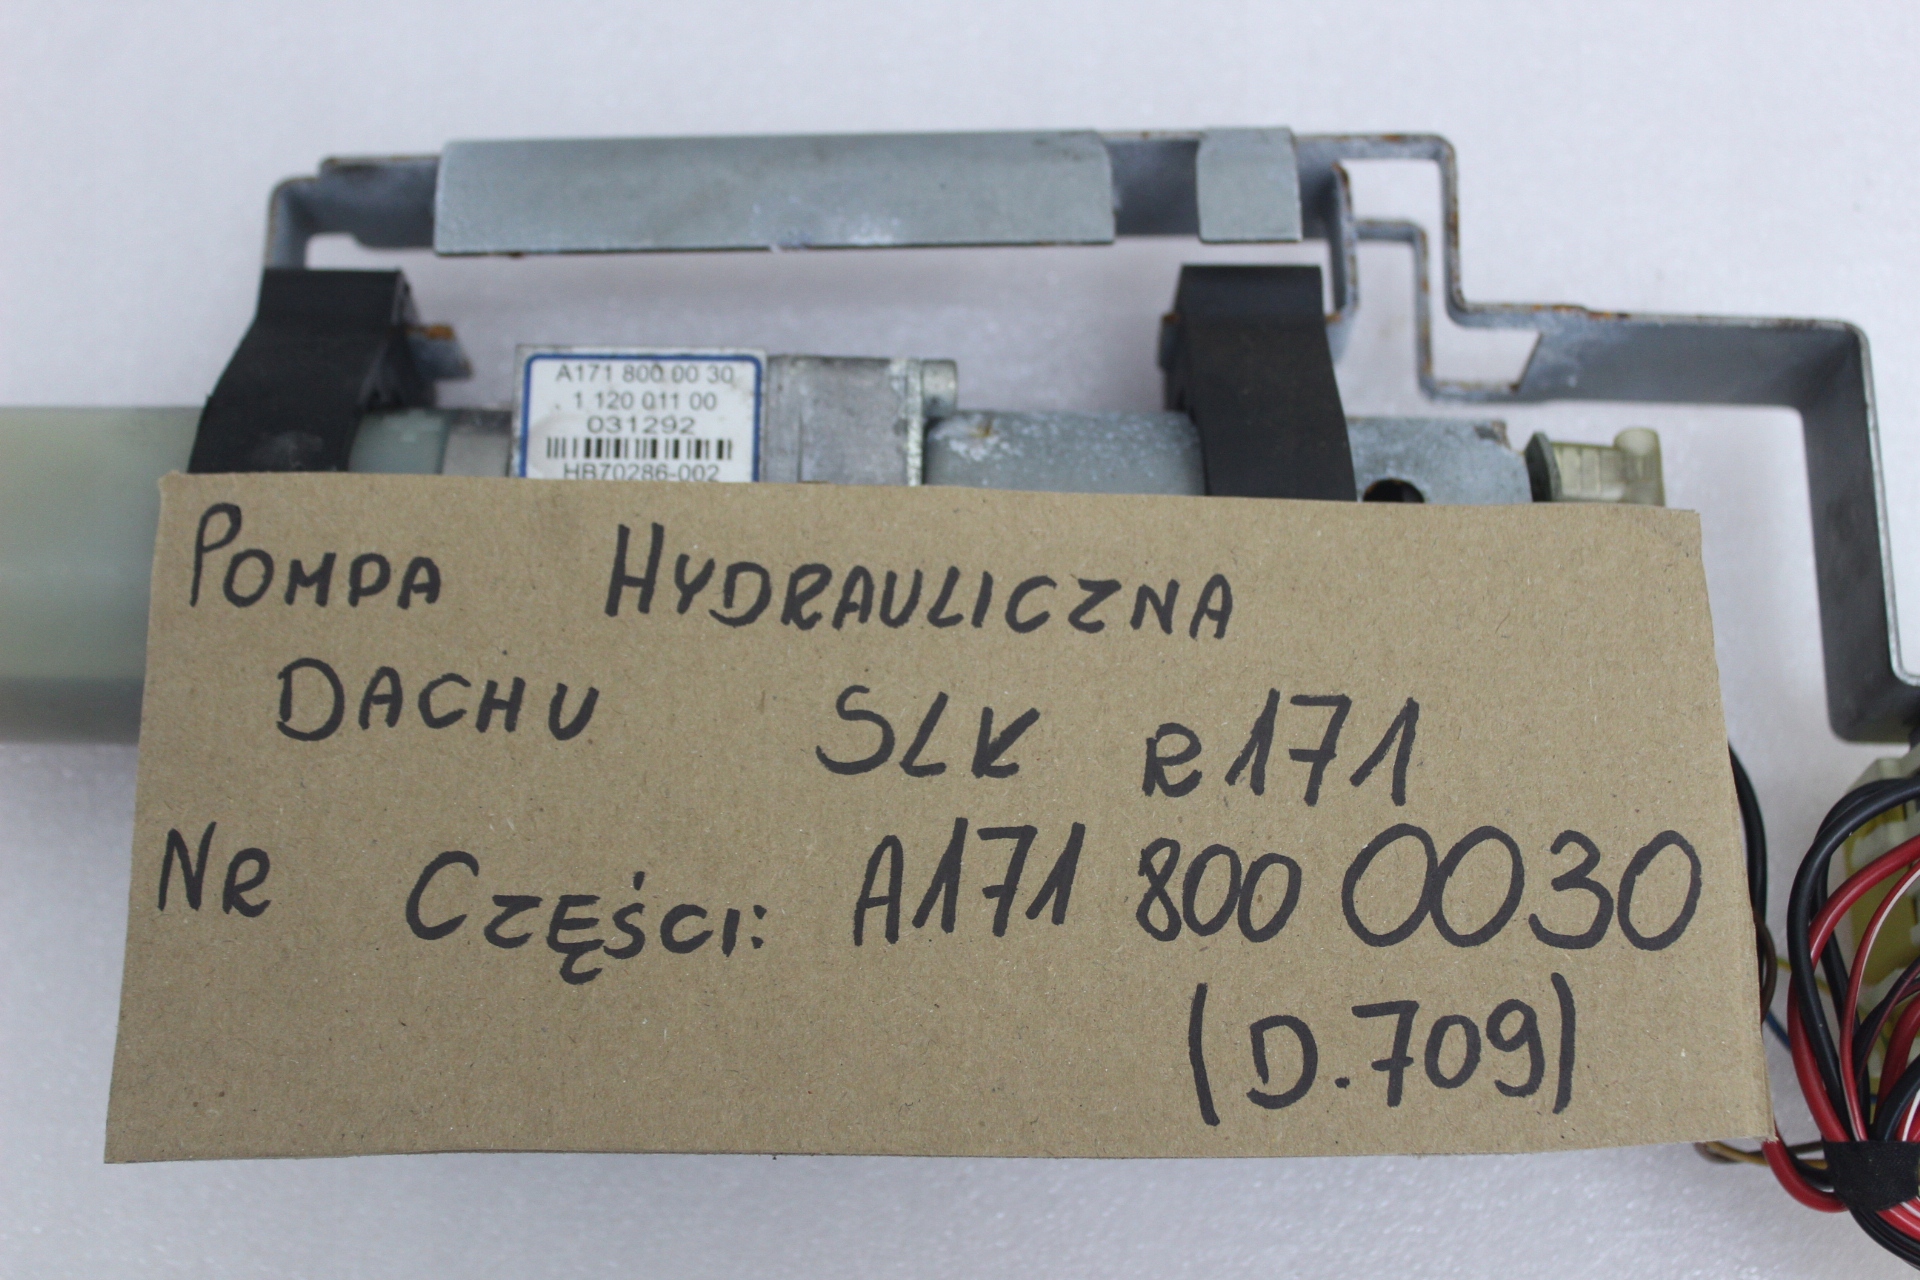 A171 800 00 30
1 120 011 00
031292
HB70286-002
POMPA HYDRAULICZNA
DACHU SLK R171
NR CZĘŚCI: A171 800 0030
(D.709)